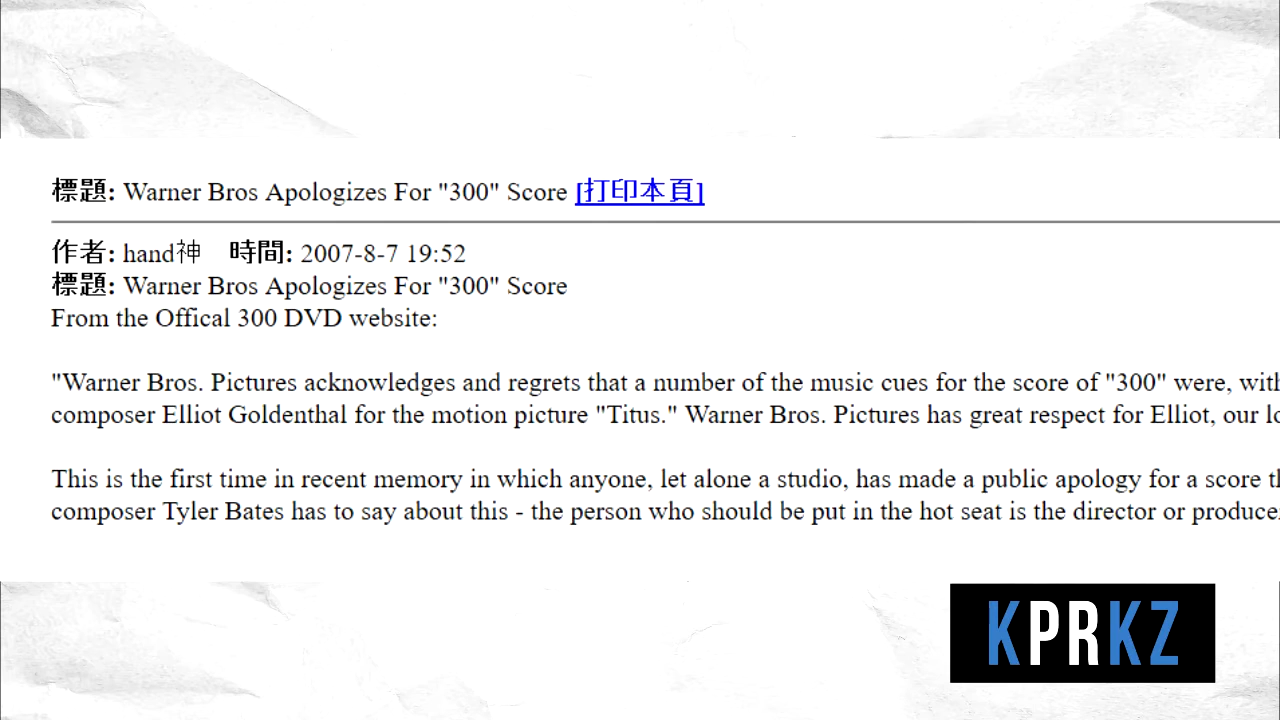 標題: Warner Bros Apologizes For "300" Score [打印本頁]
作者: hand神 時間: 2007-8-7 19:52
標題: Warner Bros Apologizes For "300" Score
From the Offical 300 DVD website:
"Warner Bros. Pictures acknowledges and regrets that a number of the music cues for the score of "300" were, with
composer Elliot Goldenthal for the motion picture "Titus." Warner Bros. Pictures has great respect for Elliot, our lo
This is the first time in recent memory in which anyone, let alone a studio, has made a public apology for a score th
composer Tyler Bates has to say about this - the person who should be put in the hot seat is the director or produce
KPRKZ